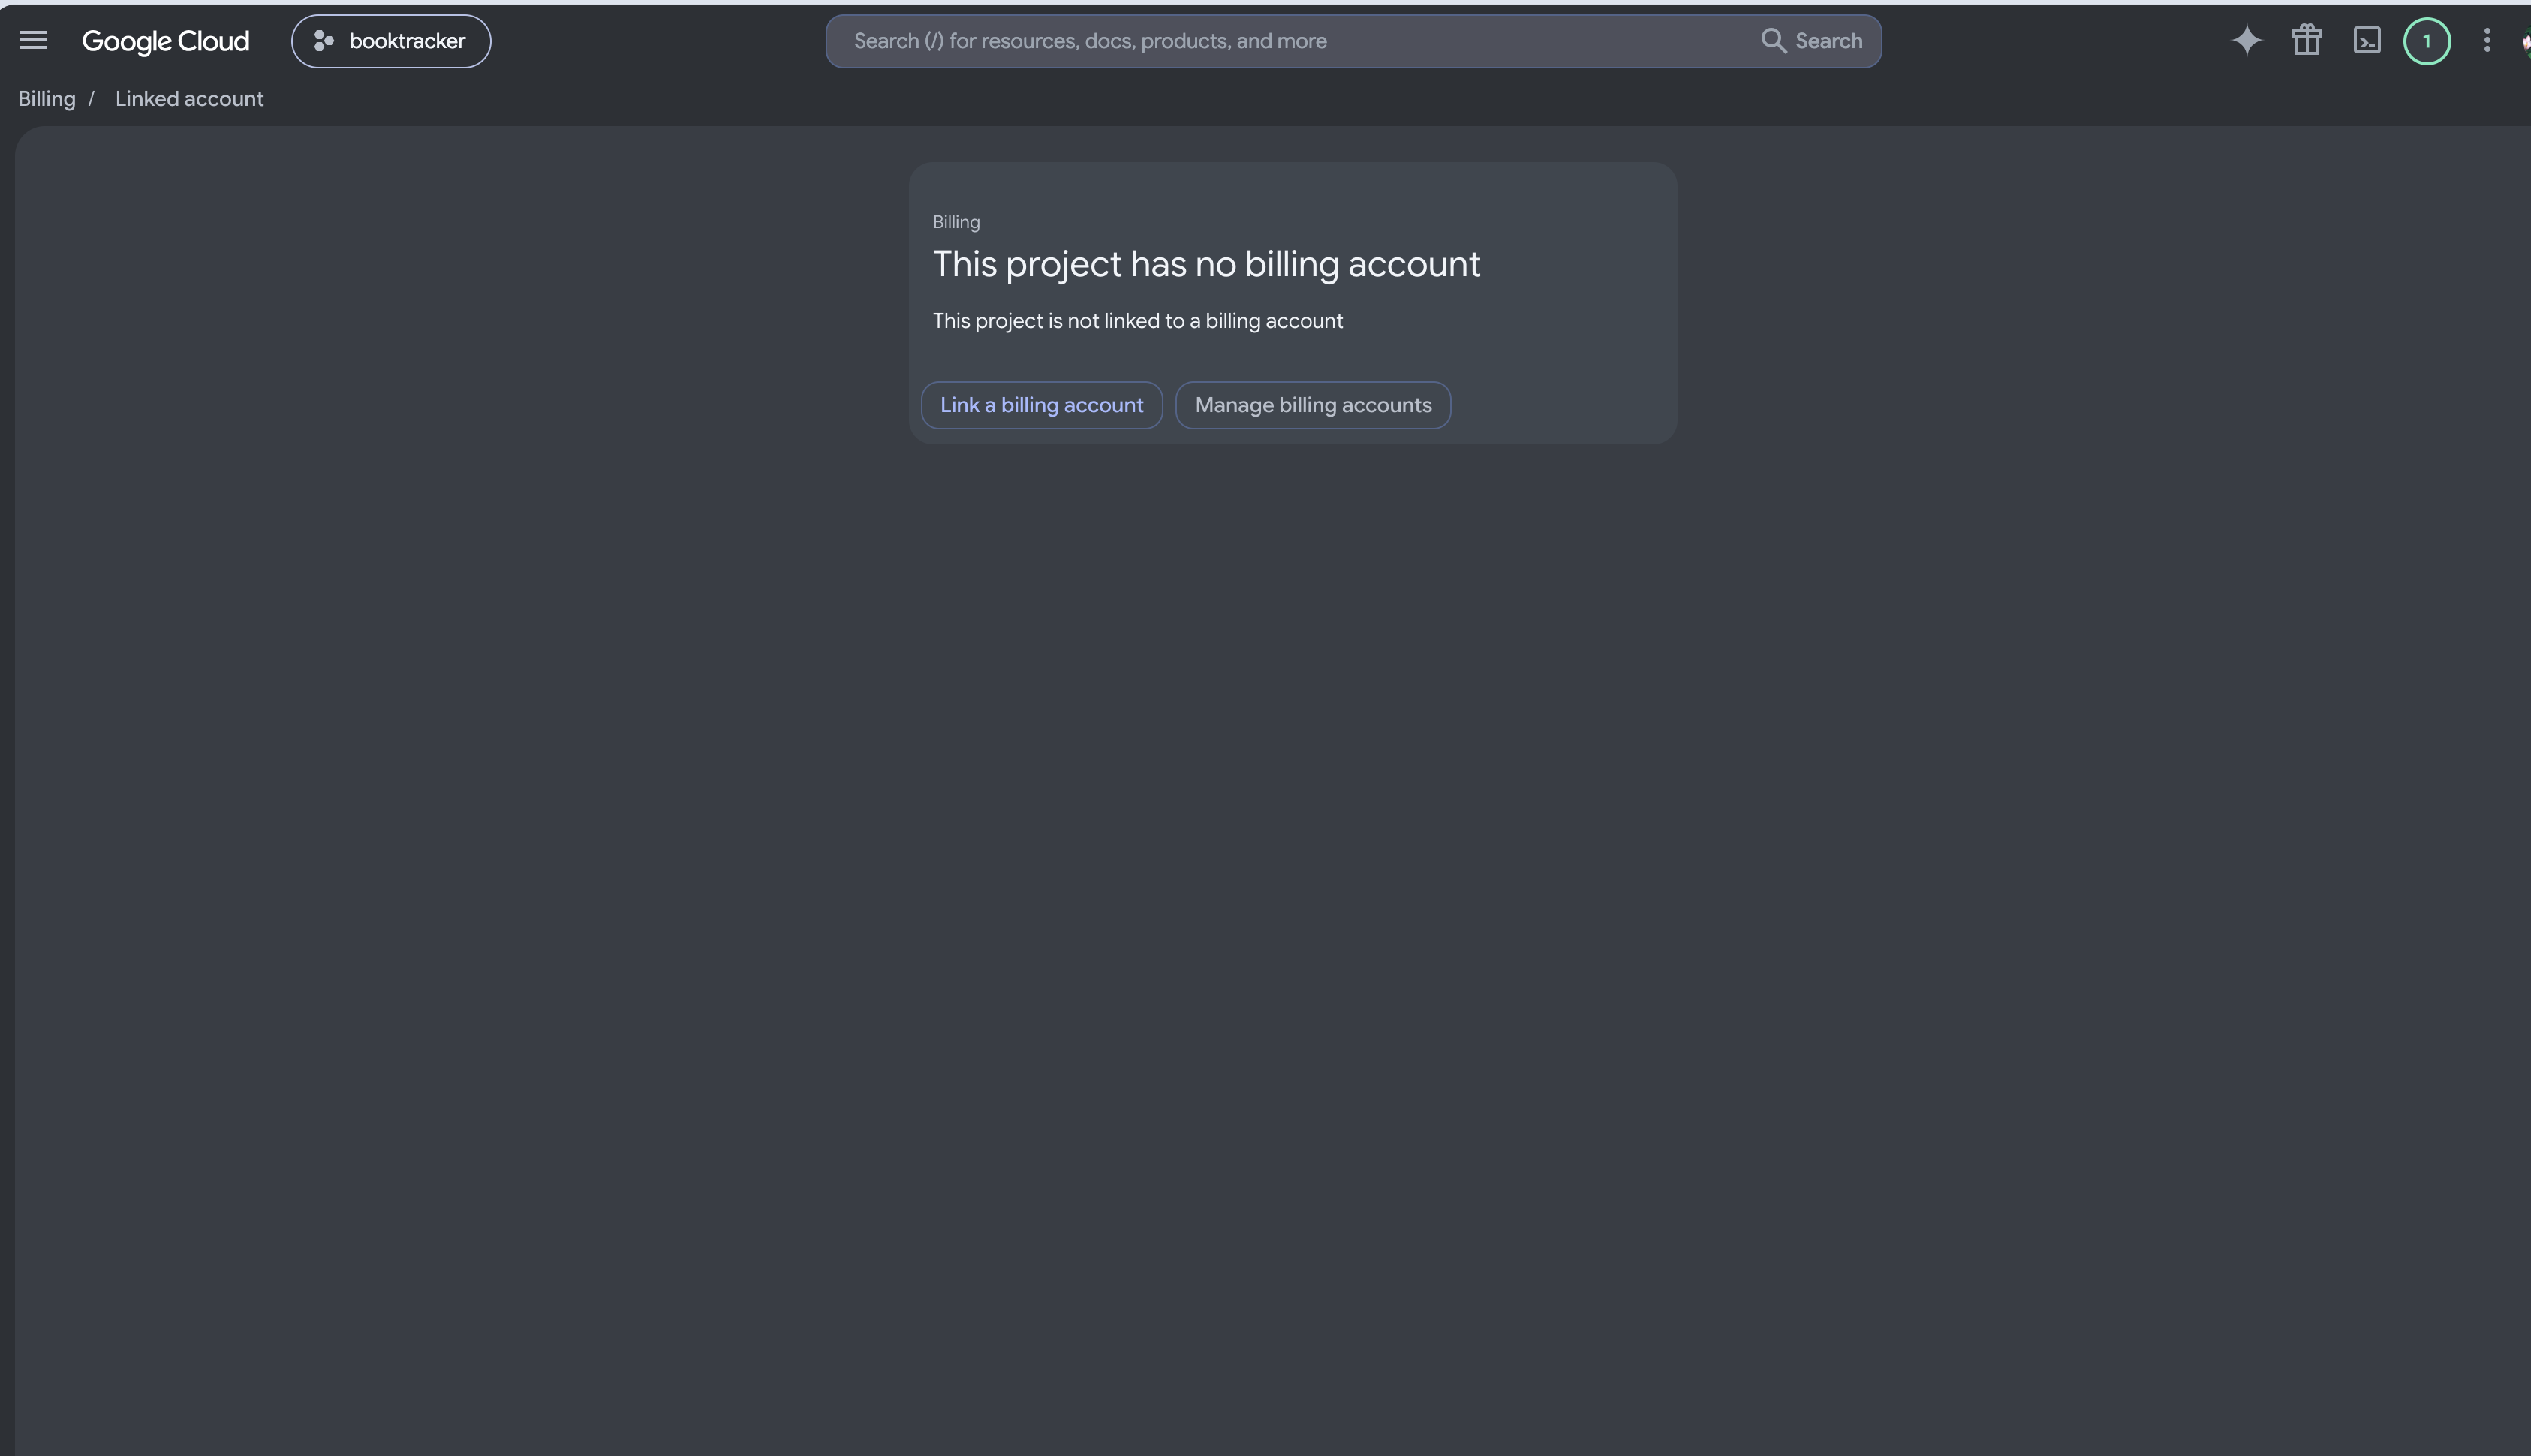 Google Cloud
booktracker
Search (/) for resources, docs, products, and more
Search
1
Billing / Linked account
Billing
This project has no billing account
This project is not linked to a billing account
Link a billing account
Manage billing accounts